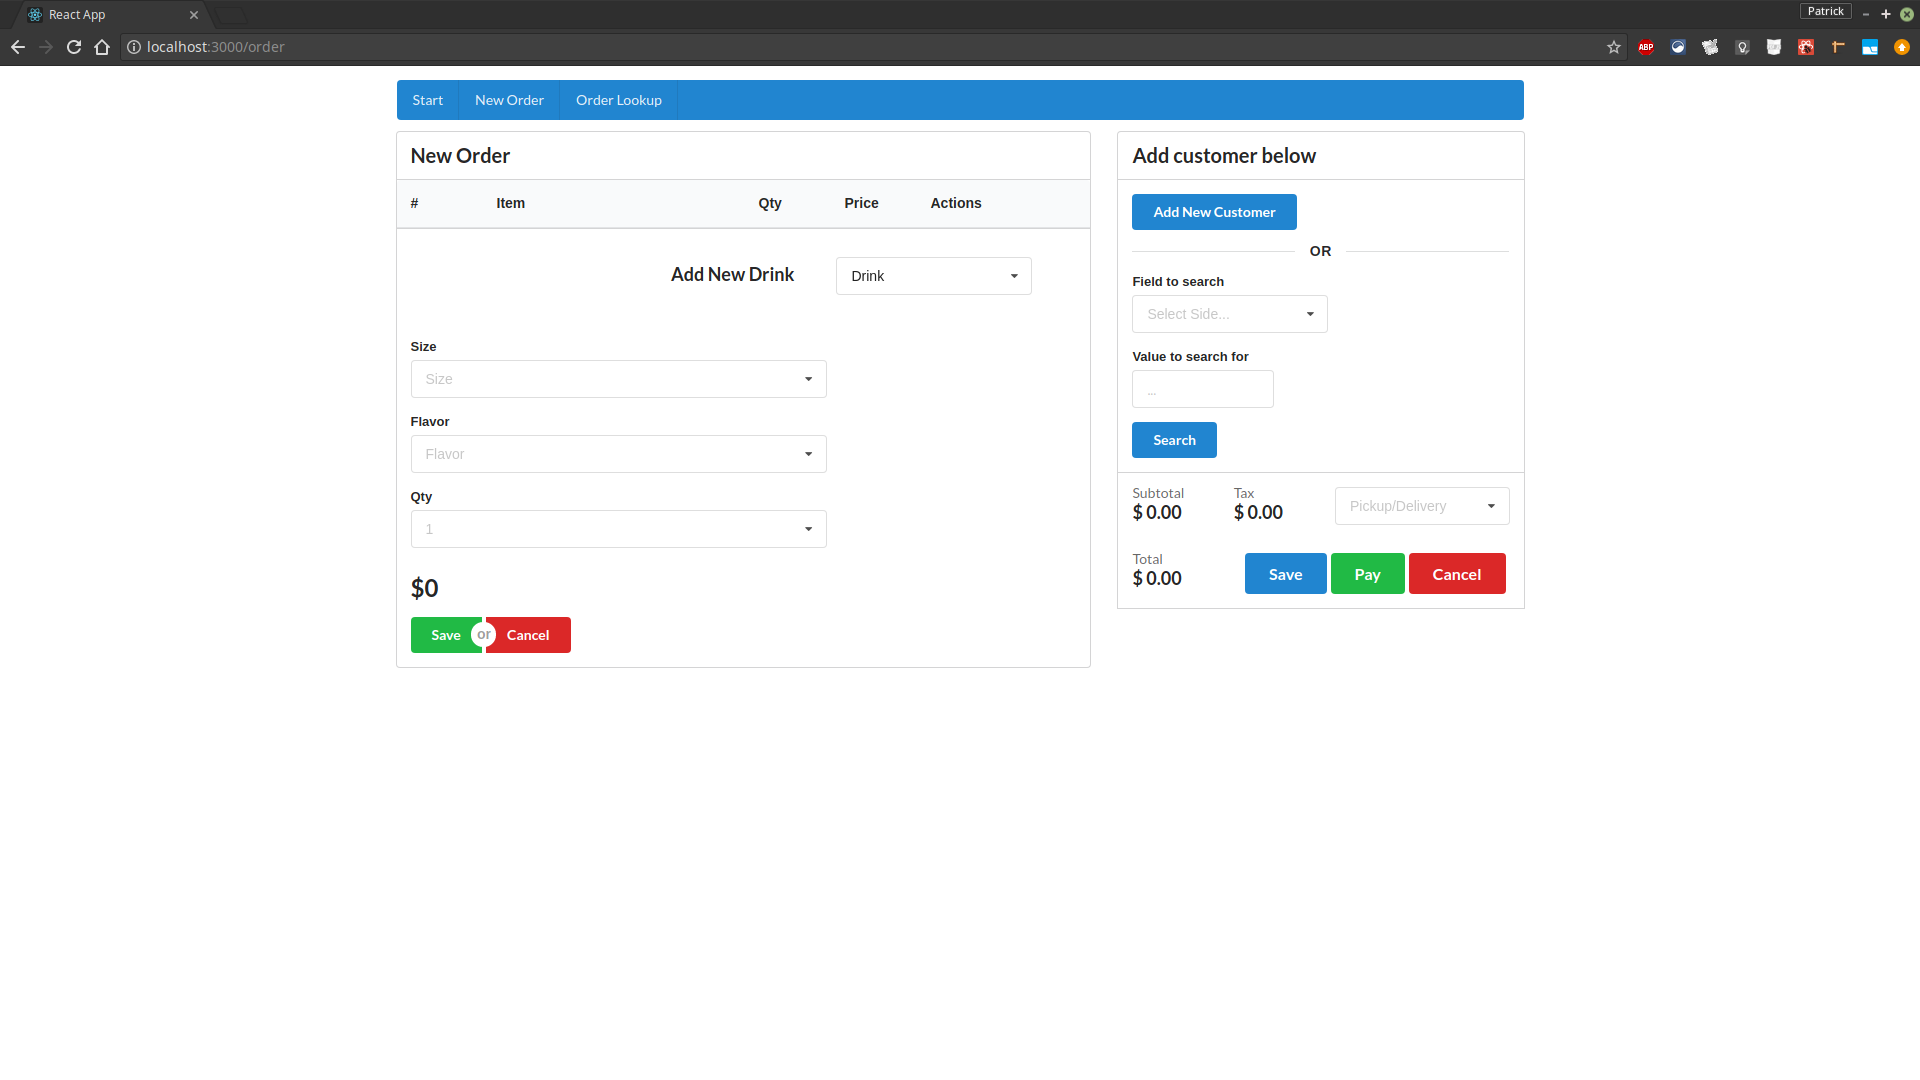 React App
Patrick
localhost:3000/order
ABP
Start New Order Order Lookup
New Order
# Item Qty Price Actions
Add New Drink Drink
Size
Size
Flavor
Flavor
Qty
1
$0
Save or Cancel
Add customer below
Add New Customer
OR
Field to search
Select Side...
Value to search for
...
Search
Subtotal Tax
$ 0.00 $ 0.00 Pickup/Delivery
Total
$ 0.00
Save Pay Cancel